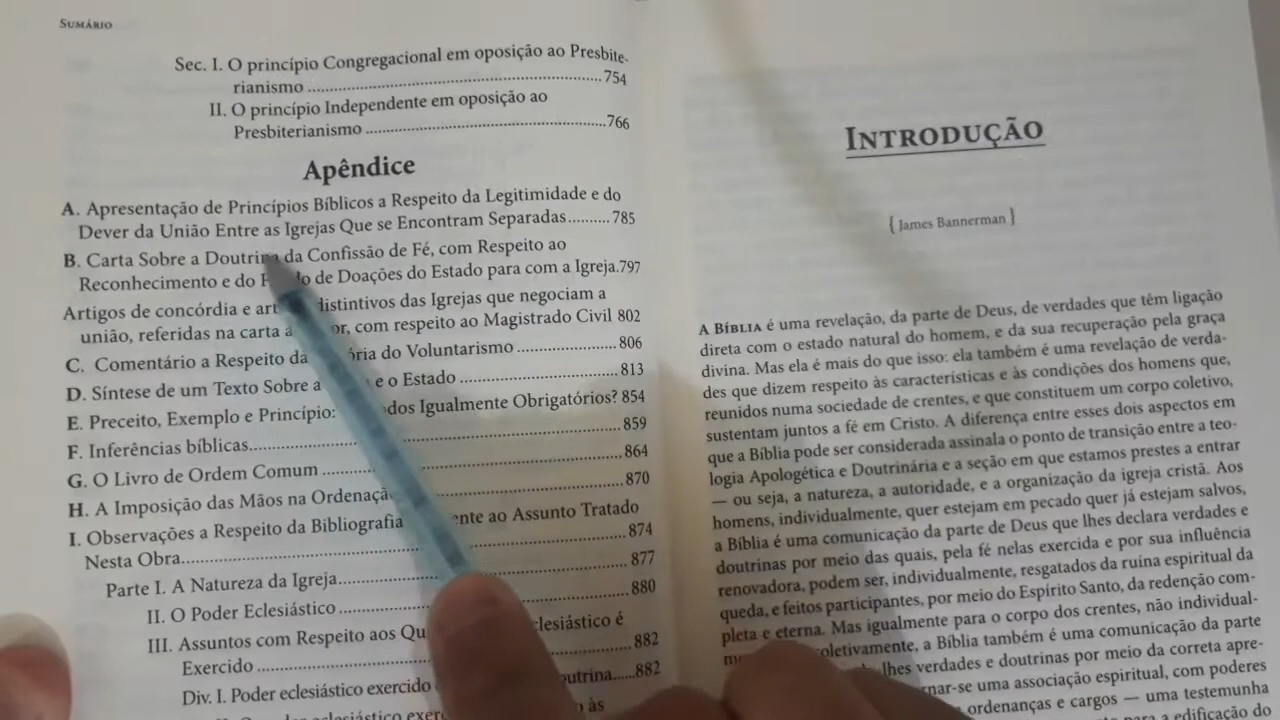 SUMÁRIO
Sec. I. O princípio Congregacional em oposição ao Presbite-
rianismo ..........754
II. O princípio Independente em oposição ao
Presbiterianismo ..........766
Apêndice
A. Apresentação de Princípios Bíblicos a Respeito da Legitimidade e do
Dever da União Entre as Igrejas Que se Encontram Separadas..........785
B. Carta Sobre a Doutrina da Confissão de Fé, com Respeito ao
Reconhecimento e do de Doações do Estado para com a Igreja.797
Artigos de concórdia e distintivos das Igrejas que negociam a
união, referidas na carta com respeito ao Magistrado Civil 802
C. Comentário a Respeito da do Voluntarismo ..........806
D. Síntese de um Texto Sobre a e o Estado ..........813
E. Preceito, Exemplo e Princípio: Igualmente Obrigatórios? 854
F. Inferências bíblicas..........859
G. O Livro de Ordem Comum ..........864
H. A Imposição das Mãos na ..........870
I. Observações a Respeito da Bibliografia ao Assunto Tratado
Nesta Obra..........874
Parte I. A Natureza da Igreja..........877
II. O Poder Eclesiástico ..........880
III. Assuntos com Respeito aos é
Exercido ..........882
Div. I. Poder eclesiástico exercido ......882
às
INTRODUÇÃO
{ James Bannerman }
A BÍBLIA é uma revelação, da parte de Deus, de verdades que têm ligação
direta com o estado natural do homem, e da sua recuperação pela graça
divina. Mas ela é mais do que isso: ela também é uma revelação de verda-
des que dizem respeito às características e às condições dos homens que,
reunidos numa sociedade de crentes, e que constituem um corpo coletivo,
sustentam juntos a fé em Cristo. A diferença entre esses dois aspectos em
que a Bíblia pode ser considerada assinala o ponto de transição entre a teo-
logia Apologética e Doutrinária e a seção em que estamos prestes a entrar
— ou seja, a natureza, a autoridade, e a organização da igreja cristã. Aos
homens, individualmente, quer estejam em pecado quer já estejam salvos,
a Bíblia é uma comunicação da parte de Deus que lhes declara verdades e
doutrinas por meio das quais, pela fé nelas exercida e por sua influência
renovadora, podem ser, individualmente, resgatados da ruína espiritual da
queda, e feitos participantes, por meio do Espírito Santo, da redenção com-
pleta e eterna. Mas igualmente para o corpo dos crentes, não individual-
a Bíblia também é uma comunicação da parte
lhes verdades e doutrinas por meio da correta apre-
uma associação espiritual, com poderes
ordenanças e cargos — uma testemunha
para a edificação do